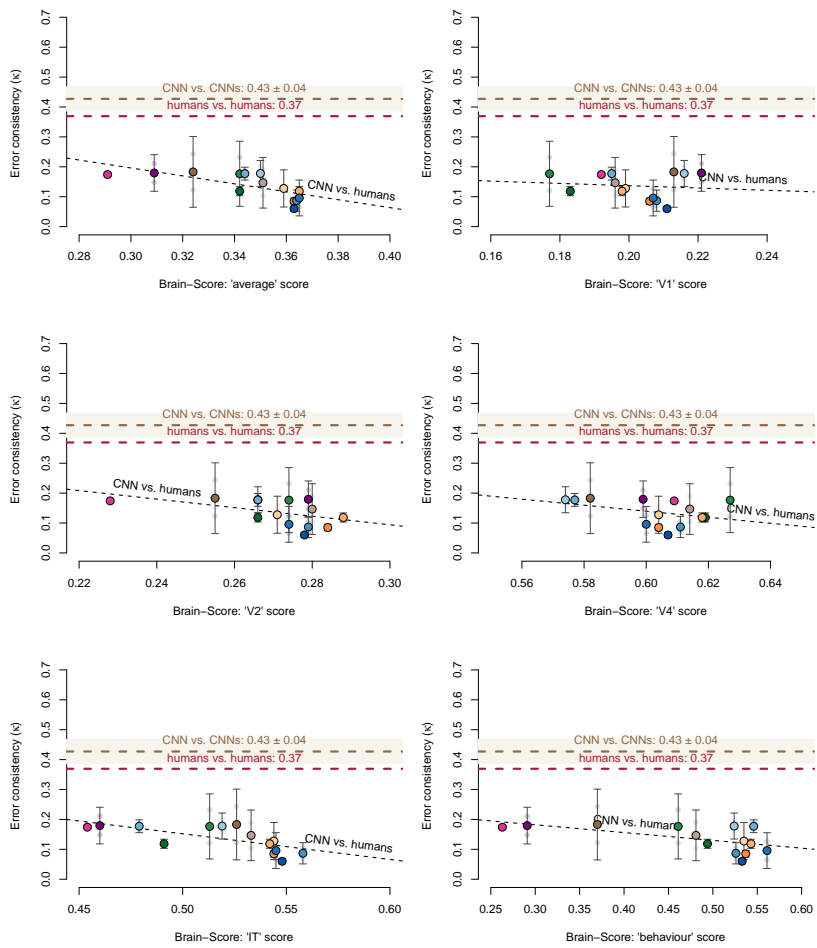 0.0 0.1 0.2 0.3 0.4 0.5 0.6 0.7
Error consistency (κ)
CNN vs. CNNs: 0.43 ± 0.04
humans vs. humans: 0.37
CNN vs. humans
0.28 0.30 0.32 0.34 0.36 0.38 0.40
Brain−Score: 'average' score
0.0 0.1 0.2 0.3 0.4 0.5 0.6 0.7
Error consistency (κ)
CNN vs. CNNs: 0.43 ± 0.04
humans vs. humans: 0.37
CNN vs. humans
0.16 0.18 0.20 0.22 0.24
Brain−Score: 'V1' score
0.0 0.1 0.2 0.3 0.4 0.5 0.6 0.7
Error consistency (κ)
CNN vs. CNNs: 0.43 ± 0.04
humans vs. humans: 0.37
CNN vs. humans
0.22 0.24 0.26 0.28 0.30
Brain−Score: 'V2' score
0.0 0.1 0.2 0.3 0.4 0.5 0.6 0.7
Error consistency (κ)
CNN vs. CNNs: 0.43 ± 0.04
humans vs. humans: 0.37
CNN vs. humans
0.56 0.58 0.60 0.62 0.64
Brain−Score: 'V4' score
0.0 0.1 0.2 0.3 0.4 0.5 0.6 0.7
Error consistency (κ)
CNN vs. CNNs: 0.43 ± 0.04
humans vs. humans: 0.37
CNN vs. humans
0.45 0.50 0.55 0.60
Brain−Score: 'IT' score
0.0 0.1 0.2 0.3 0.4 0.5 0.6 0.7
Error consistency (κ)
CNN vs. CNNs: 0.43 ± 0.04
humans vs. humans: 0.37
CNN vs. humans
0.25 0.30 0.35 0.40 0.45 0.50 0.55 0.60
Brain−Score: 'behaviour' score